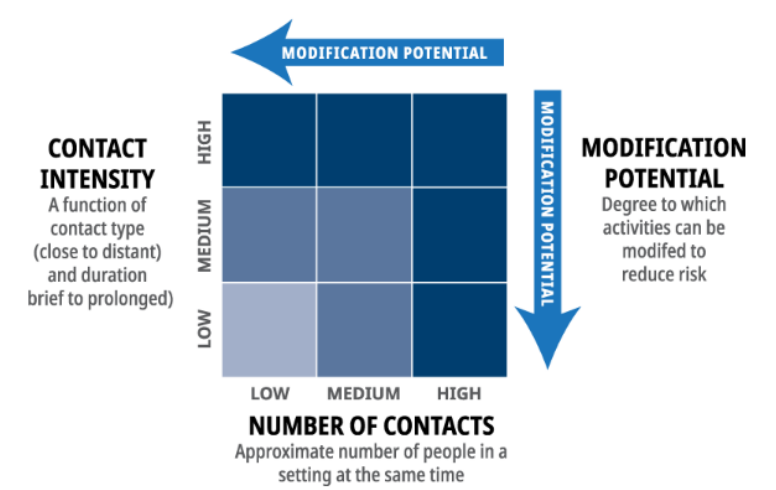 MODIFICATION POTENTIAL
CONTACT
INTENSITY
A function of
contact type
(close to distant)
and duration
brief to prolonged)
HIGH
MEDIUM
LOW
LOW
MEDIUM
HIGH
NUMBER OF CONTACTS
Approximate number of people in a
setting at the same time
MODIFICATION POTENTIAL
MODIFICATION
POTENTIAL
Degree to which
activities can be
modifed to
reduce risk